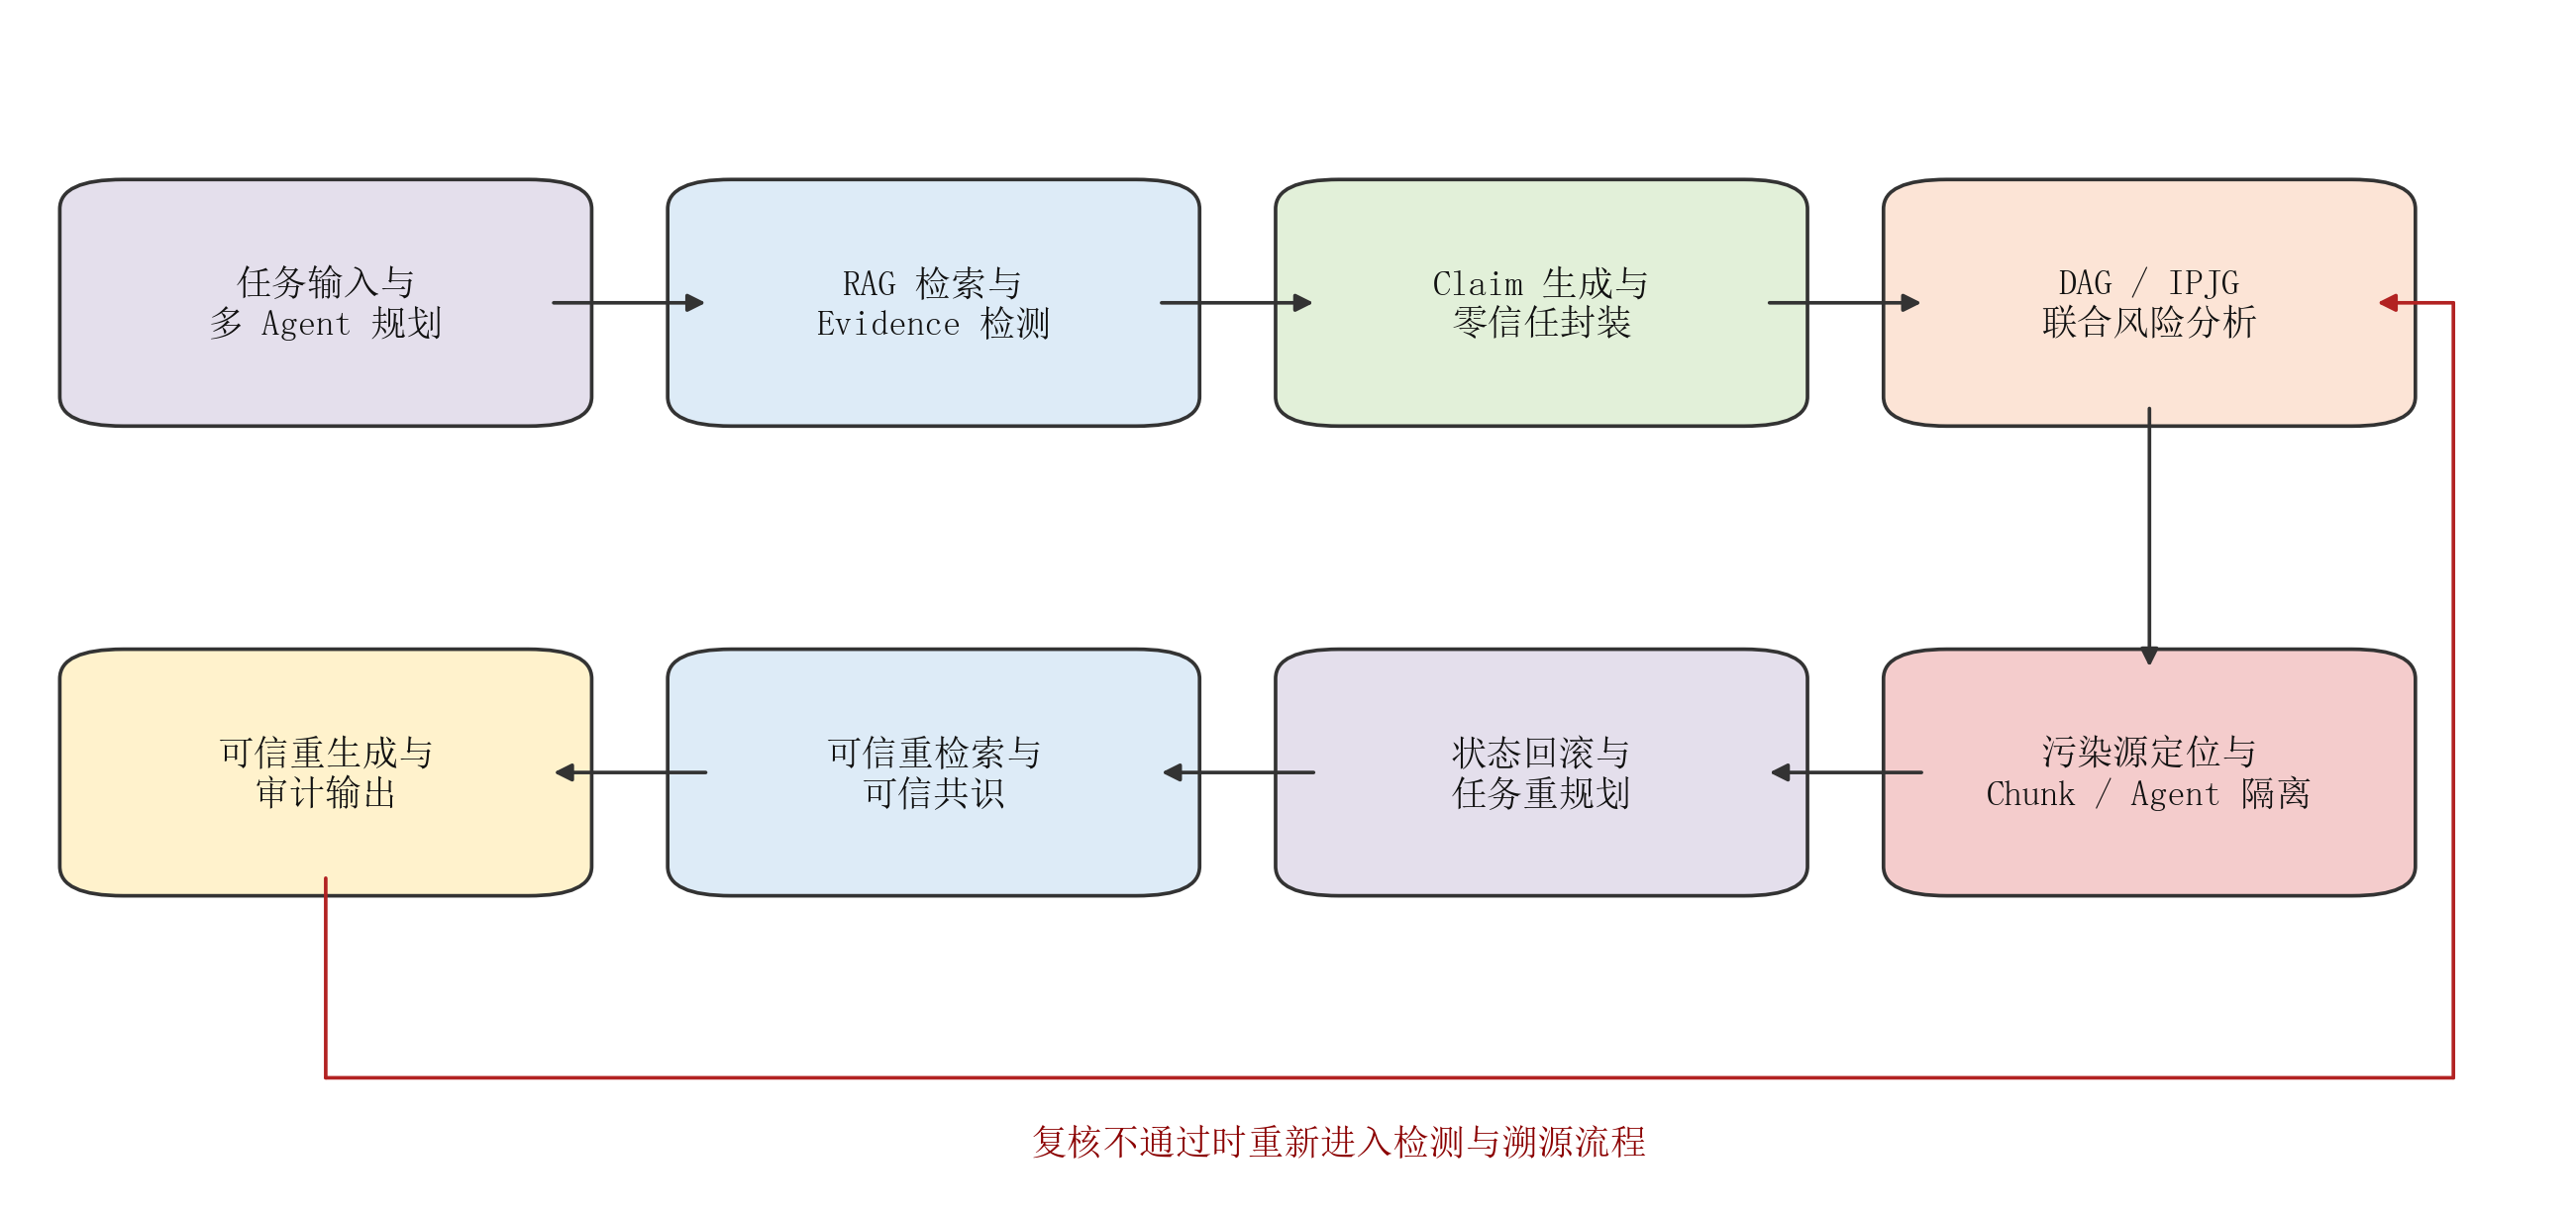 任务输入与
多 Agent 规划
RAG 检索与
Evidence 检测
Claim 生成与
零信任封装
DAG / IPJG
联合风险分析
可信重生成与
审计输出
可信重检索与
可信共识
状态回滚与
任务重规划
污染源定位与
Chunk / Agent 隔离
复核不通过时重新进入检测与溯源流程